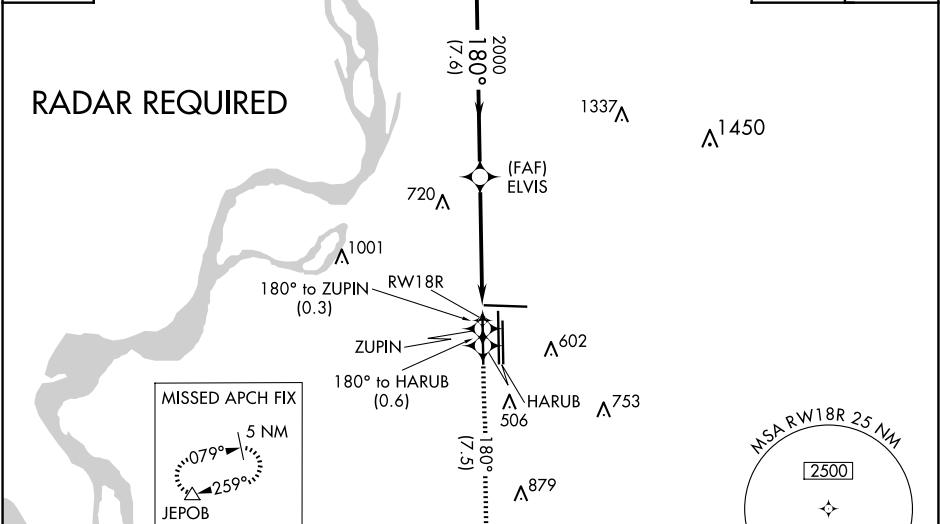 2000
180°
(7.6)
RADAR REQUIRED
1337
1450
(FAF)
ELVIS
720
1001
180° to ZUPIN
(0.3)
RW18R
ZUPIN
602
180° to HARUB
(0.6)
HARUB
506
753
MISSED APCH FIX
5 NM
079°
259°
JEPOB
180°
(7.5)
879
MSA RW18R 25 NM
2500